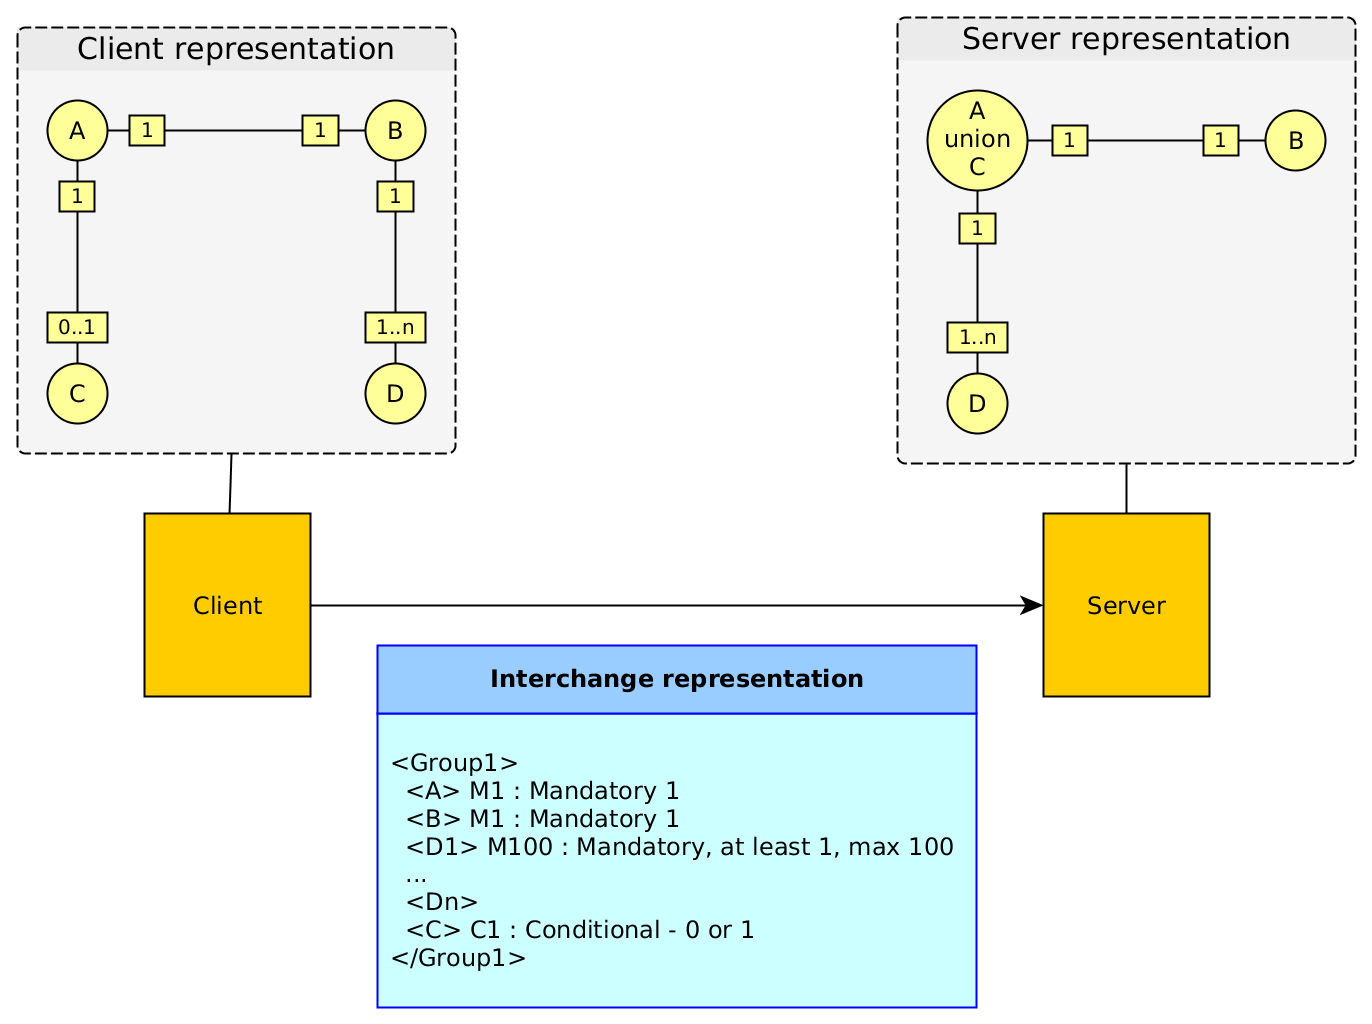 Client representation
A
1
1
B
1
1
0..1
1..n
C
D
Server representation
A
union
C
1
1
B
1
1..n
D
Client
Server
Interchange representation
<Group1>
<A> M1 : Mandatory 1
<B> M1 : Mandatory 1
<D1> M100 : Mandatory, at least 1, max 100
...
<Dn>
<C> C1 : Conditional - 0 or 1
</Group1>